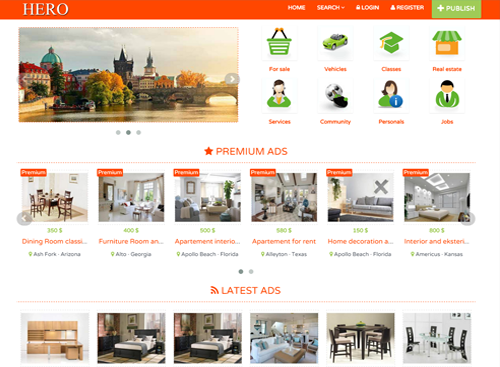 HERO
HOME SEARCH LOGIN REGISTER PUBLISH
For sale Vehicles Classes Real estate
Services Community Personals Jobs
PREMIUM ADS
Premium Premium Premium Premium Premium Premium
350 $ 400 $ 500 $ 580 $ 150 $ 800 $
Dining Room classi... Furniture Room an... Apartement interio... Apartement for rent Home decoration a... Interior and eksteri...
Ash Fork - Arizona Alto - Georgia Apollo Beach - Florida Alleyton - Texas Apollo Beach - Florida Americus - Kansas
LATEST ADS